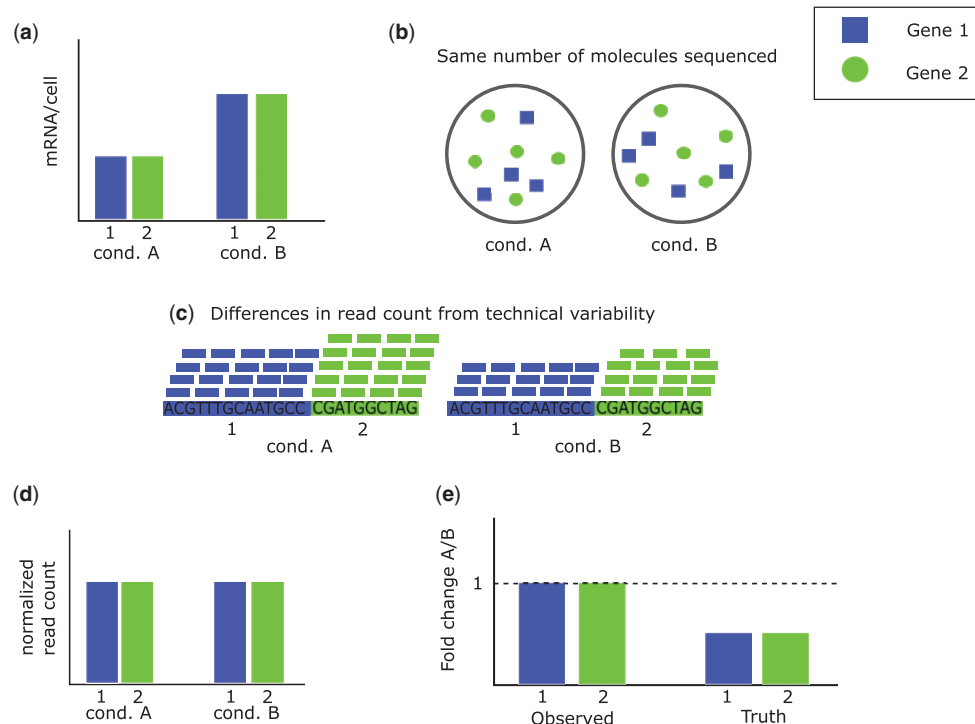 (a)
mRNA/cell
1 2 1 2
cond. A cond. B
(b)
Same number of molecules sequenced
cond. A cond. B
Gene 1
Gene 2
(c) Differences in read count from technical variability
ACGTTTGCAATGCC CGATGGCTAG ACGTTTGCAATGCC CGATGGCTAG
1 2 1 2
cond. A cond. B
(d)
normalized
read count
1 2 1 2
cond. A cond. B
(e)
Fold change A/B
1
1 2 1 2
Observed Truth